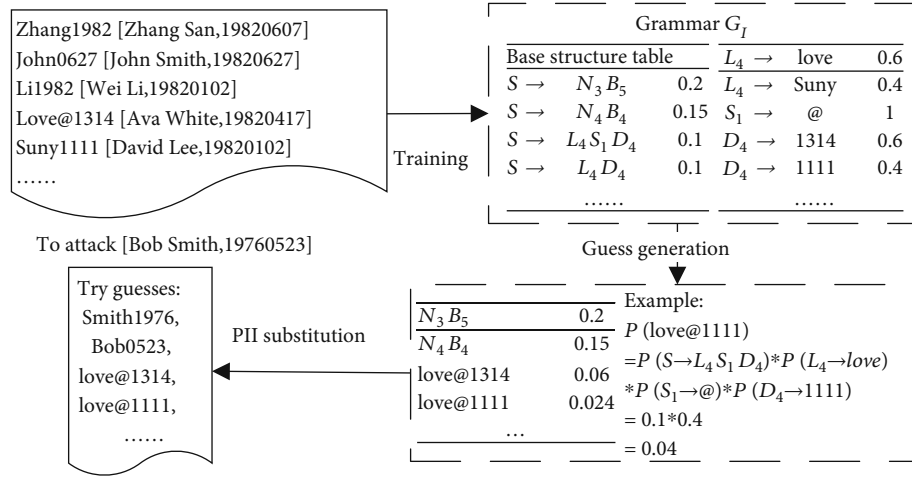 Zhang1982 [Zhang San,19820607]
John0627 [John Smith,19820627]
Li1982 [Wei Li,19820102]
Love@1314 [Ava White,19820417]
Suny1111 [David Lee,19820102]
......
Training
Grammar G_I
Base structure table
S → N_3 B_5 0.2
S → N_4 B_4 0.15
S → L_4 S_1 D_4 0.1
S → L_4 D_4 0.1
......
L_4 → love 0.6
L_4 → Suny 0.4
S_1 → @ 1
D_4 → 1314 0.6
D_4 → 1111 0.4
......
Guess generation
To attack [Bob Smith,19760523]
Try guesses:
Smith1976,
Bob0523,
love@1314,
love@1111,
......
PII substitution
N_3 B_5 0.2
N_4 B_4 0.15
love@1314 0.06
love@1111 0.024
...
Example:
P (love@1111)
=P (S→L_4 S_1 D_4)*P (L_4→love)
*P (S_1→@)*P (D_4→1111)
= 0.1*0.4
= 0.04